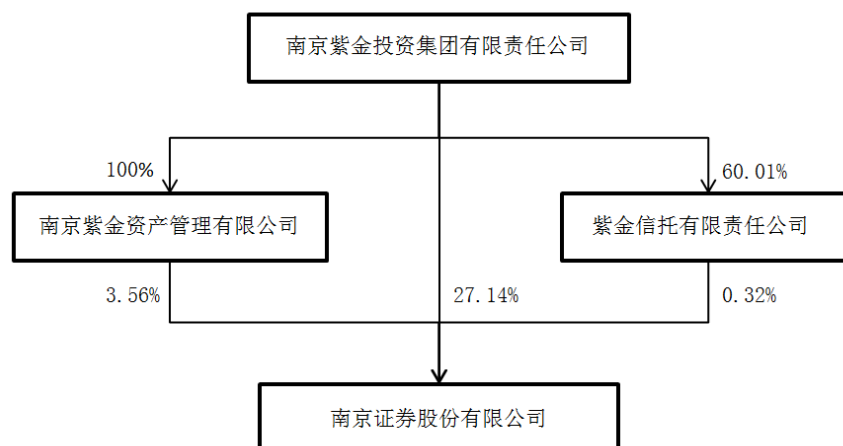 南京紫金投资集团有限责任公司
100%
60.01%
南京紫金资产管理有限公司
紫金信托有限责任公司
3.56%
27.14%
0.32%
南京证券股份有限公司